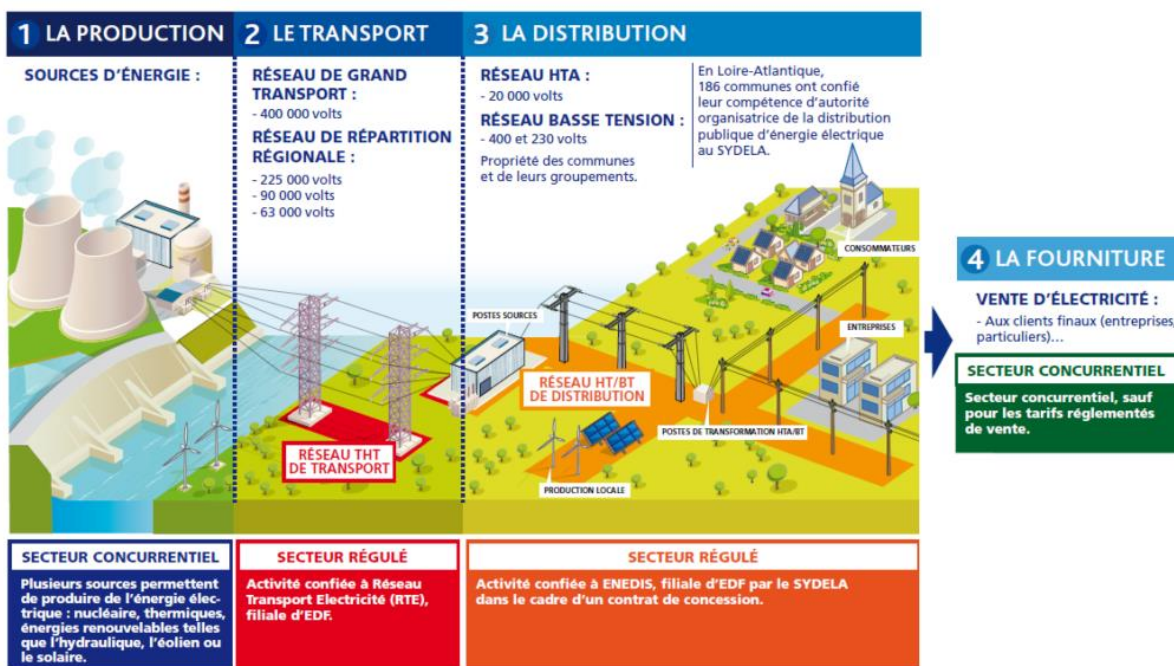 1 LA PRODUCTION
SOURCES D'ÉNERGIE :
2 LE TRANSPORT
RÉSEAU DE GRAND
TRANSPORT :
- 400 000 volts
RÉSEAU DE RÉPARTITION
RÉGIONALE :
- 225 000 volts
- 90 000 volts
- 63 000 volts
3 LA DISTRIBUTION
RÉSEAU HTA :
- 20 000 volts
RÉSEAU BASSE TENSION :
- 400 et 230 volts
Propriété des communes
et de leurs groupements.
En Loire-Atlantique,
186 communes ont confié
leur compétence d'autorité
organisatrice de la distribution
publique d'énergie électrique
au SYDELA.
CONSOMMATEURS
POSTES SOURCES
ENTREPRISES
RÉSEAU HT/BT
DE DISTRIBUTION
POSTES DE TRANSFORMATION HTA/BT
RÉSEAU THT
DE TRANSPORT
PRODUCTION LOCALE
4 LA FOURNITURE
VENTE D'ÉLECTRICITÉ :
- Aux clients finaux (entreprises,
particuliers)...
SECTEUR CONCURRENTIEL
Secteur concurrentiel, sauf
pour les tarifs réglementés
de vente.
SECTEUR CONCURRENTIEL
Plusieurs sources permettent
de produire de l'énergie élec-
trique : nucléaire, thermiques,
énergies renouvelables telles
que l'hydraulique, l'éolien ou
le solaire.
SECTEUR RÉGULÉ
Activité confiée à Réseau
Transport Electricité (RTE),
filiale d'EDF.
SECTEUR RÉGULÉ
Activité confiée à ENEDIS, filiale d'EDF par le SYDELA
dans le cadre d'un contrat de concession.